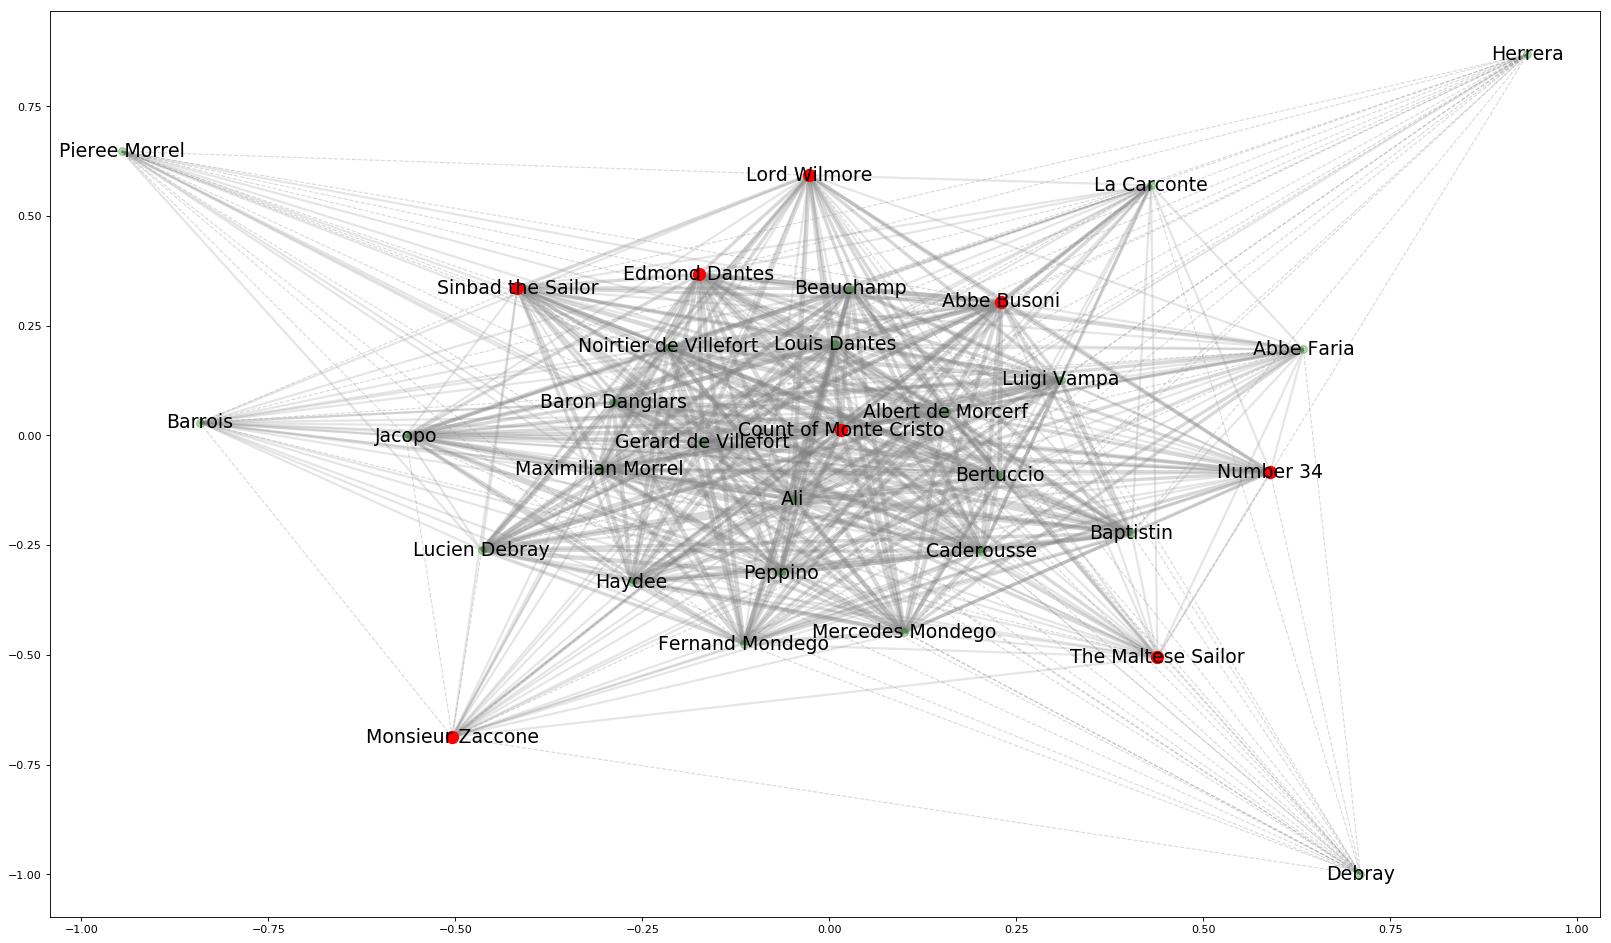 Herrera
0.75
Pieree Morrel
Lord Wilmore
La Carconte
0.50
Edmond Dantes
Sinbad the Sailor
Beauchamp
Abbe Busoni
0.25
Noirtier de Villefort
Louis Dantes
Abbe Faria
Luigi Vampa
Baron Danglars
Albert de Morcerf
Barrois
Count of Monte Cristo
0.00
Jacopo
Gerard de Villefort
Maximilian Morrel
Number 34
Bertuccio
Ali
Baptistin
−0.25
Lucien Debray
Caderousse
Peppino
Haydee
Mercedes Mondego
Fernand Mondego
−0.50
The Maltese Sailor
Monsieur Zaccone
−0.75
Debray
−1.00
−1.00 −0.75 −0.50 −0.25 0.00 0.25 0.50 0.75 1.00